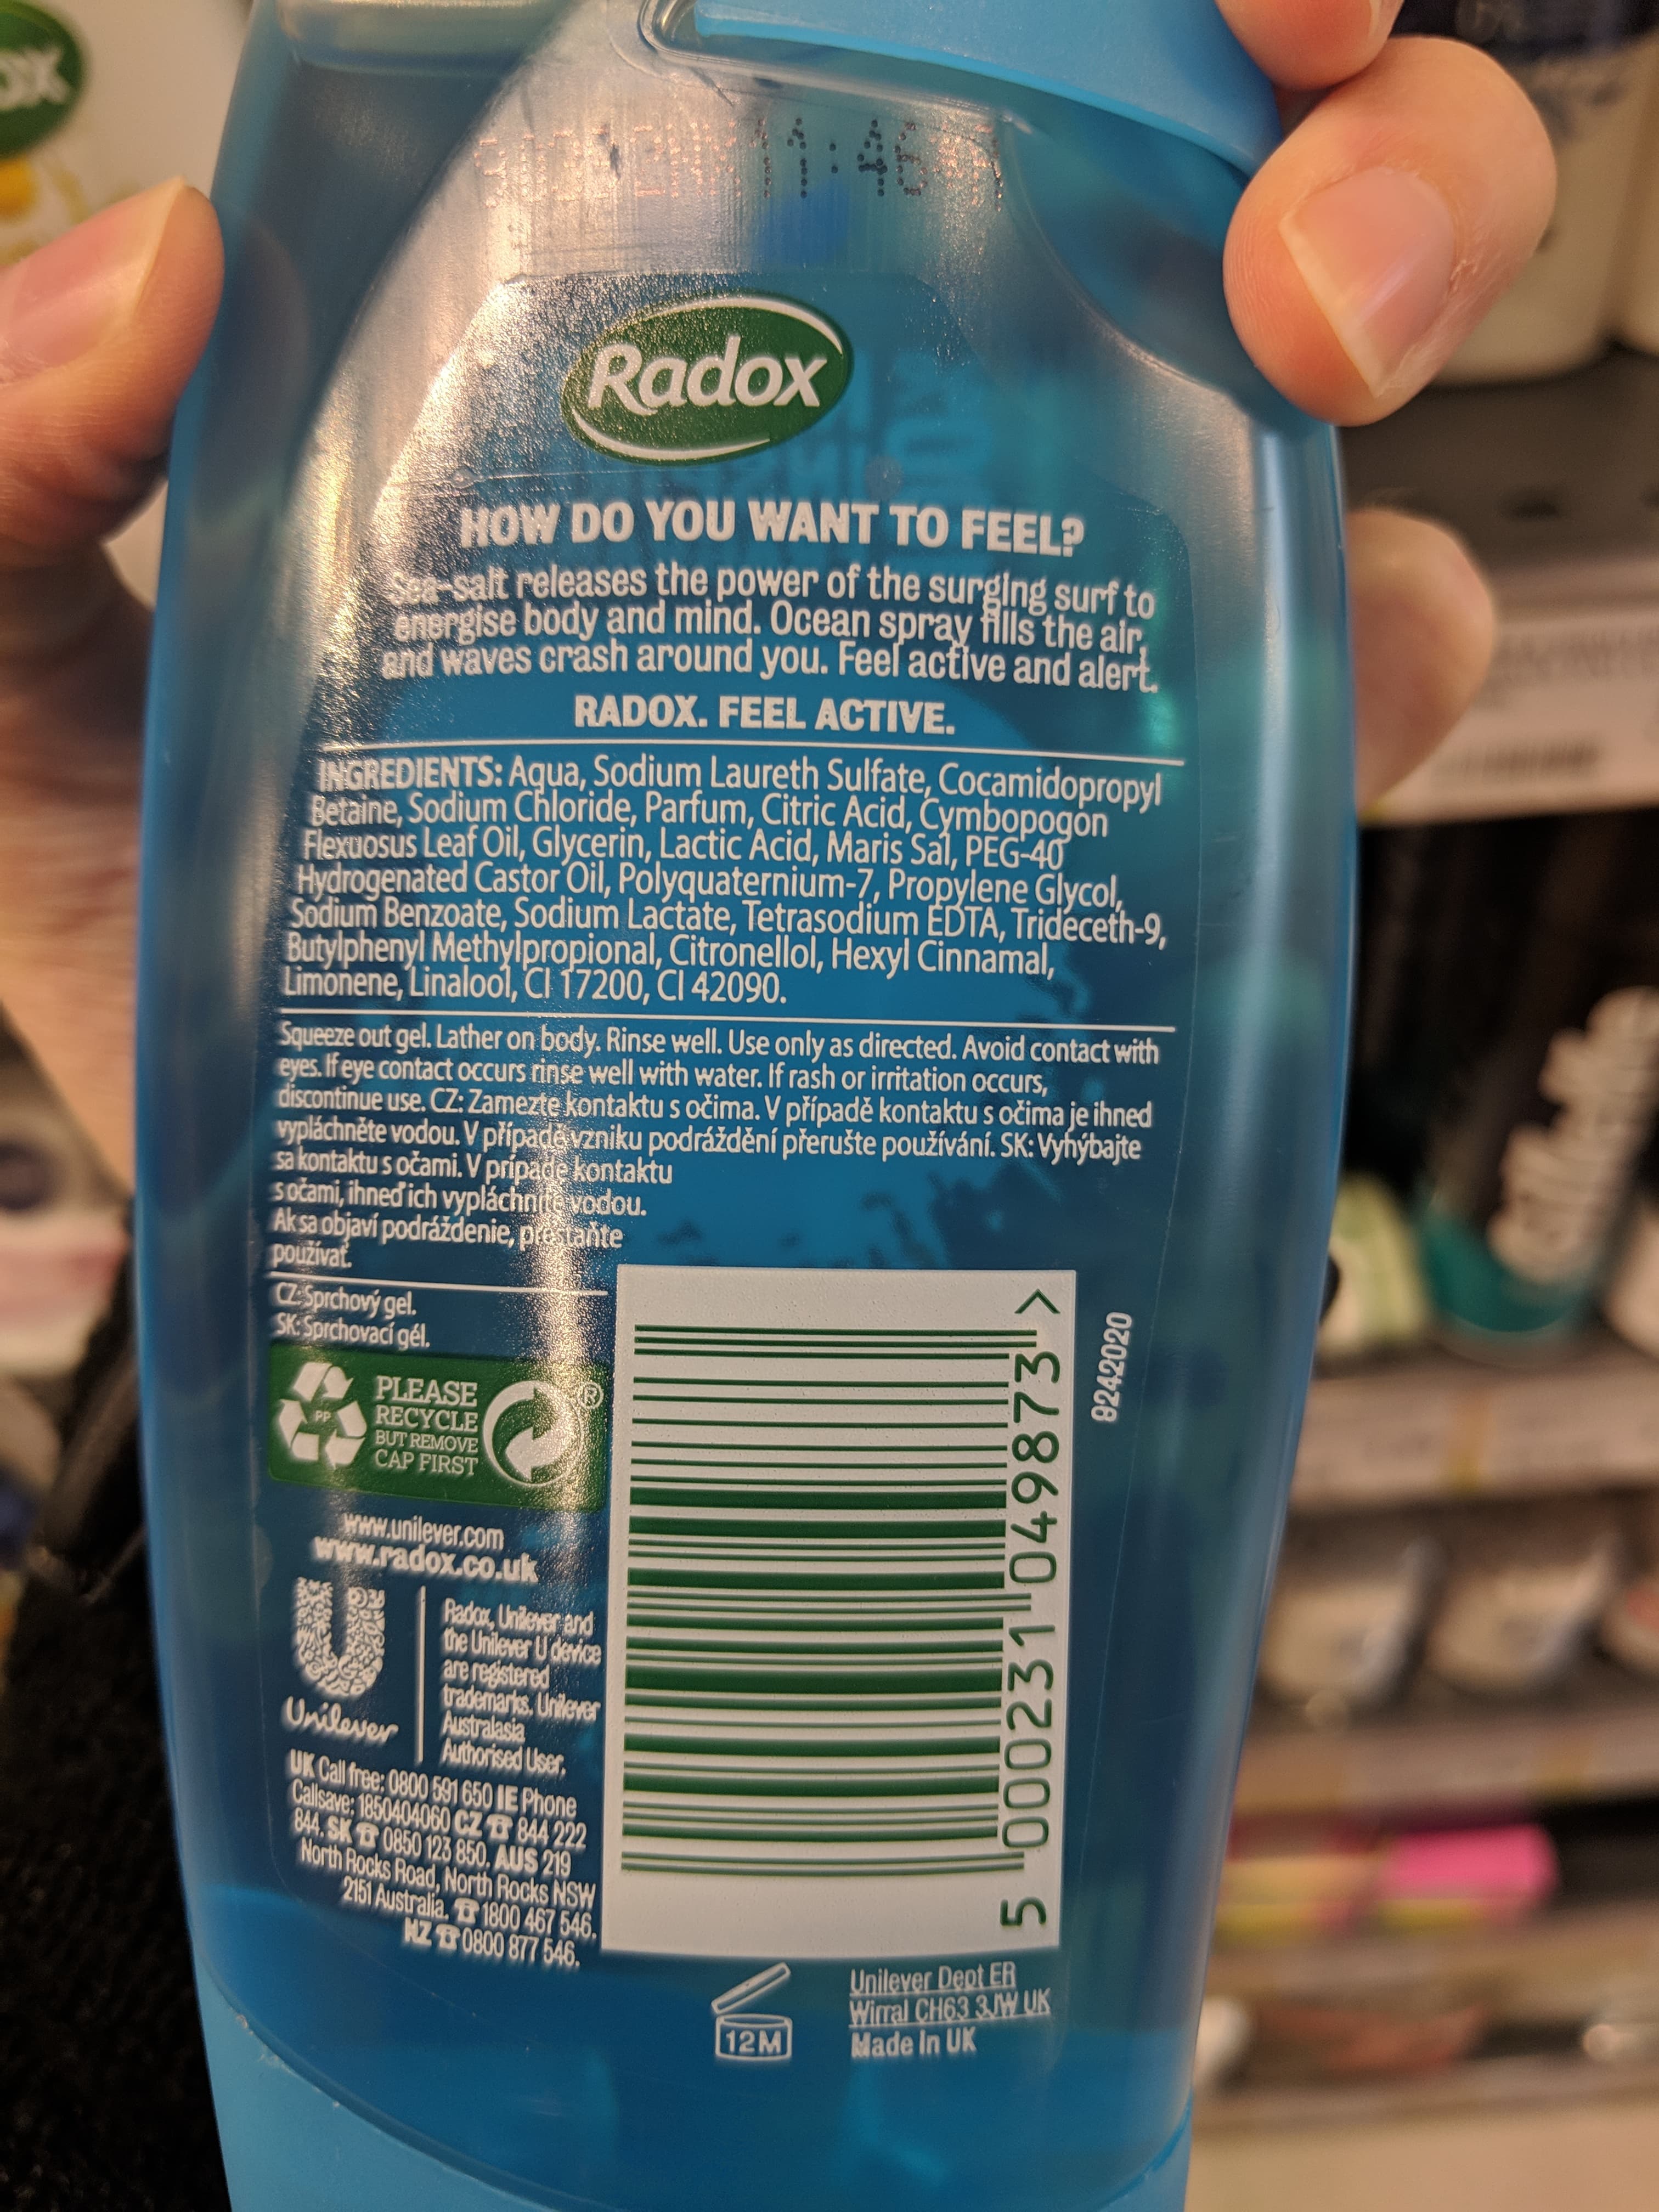 11:46
Radox
HOW DO YOU WANT TO FEEL?
Sea-salt releases the power of the surging surf to
energise body and mind. Ocean spray fills the air,
and waves crash around you. Feel active and alert.
RADOX. FEEL ACTIVE.
INGREDIENTS: Aqua, Sodium Laureth Sulfate, Cocamidopropyl
Betaine, Sodium Chloride, Parfum, Citric Acid, Cymbopogon
Flexuosus Leaf Oil, Glycerin, Lactic Acid, Maris Sal, PEG-40
Hydrogenated Castor Oil, Polyquaternium-7, Propylene Glycol,
Sodium Benzoate, Sodium Lactate, Tetrasodium EDTA, Trideceth-9,
Butylphenyl Methylpropional, Citronellol, Hexyl Cinnamal,
Limonene, Linalool, CI 17200, CI 42090.
Squeeze out gel. Lather on body. Rinse well. Use only as directed. Avoid contact with
eyes. If eye contact occurs rinse well with water. If rash or irritation occurs,
discontinue use. CZ: Zamezte kontaktu s očima. V případě kontaktu s očima je ihned
vypláchněte vodou. V případě vzniku podráždění přerušte používání. SK: Vyhýbajte
sa kontaktu s očami. V prípade kontaktu
s očami, ihneď ich vypláchnite vodou.
Ak sa objaví podráždenie, prestaňte
používať.
CZ: Sprchový gel.
SK: Sprchovací gél.
PP
PLEASE
RECYCLE
BUT REMOVE
CAP FIRST
®
www.unilever.com
www.radox.co.uk
Unilever
Radox, Unilever and
the Unilever U device
are registered
trademarks. Unilever
Australasia
Authorised User.
UK Call free: 0800 591 650 IE Phone
Callsave: 1850404060 CZ ☎ 844 222
844. SK ☎ 0850 123 850. AUS 219
North Rocks Road, North Rocks NSW
2151 Australia. ☎ 1800 467 546.
NZ ☎ 0800 877 546.
5 000231 049873 >
8242020
12M
Unilever Dept ER
Wirral CH63 3JW UK
Made in UK